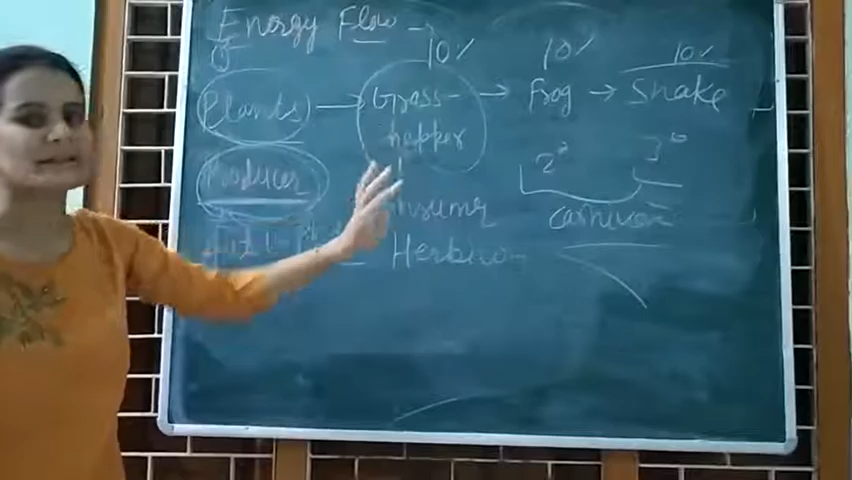 Energy Flow →
10% 10% 10%
Plants → Grass- → Frog → Snake
hopper
2° 3°
Producer
Carnivore
Herbivo-